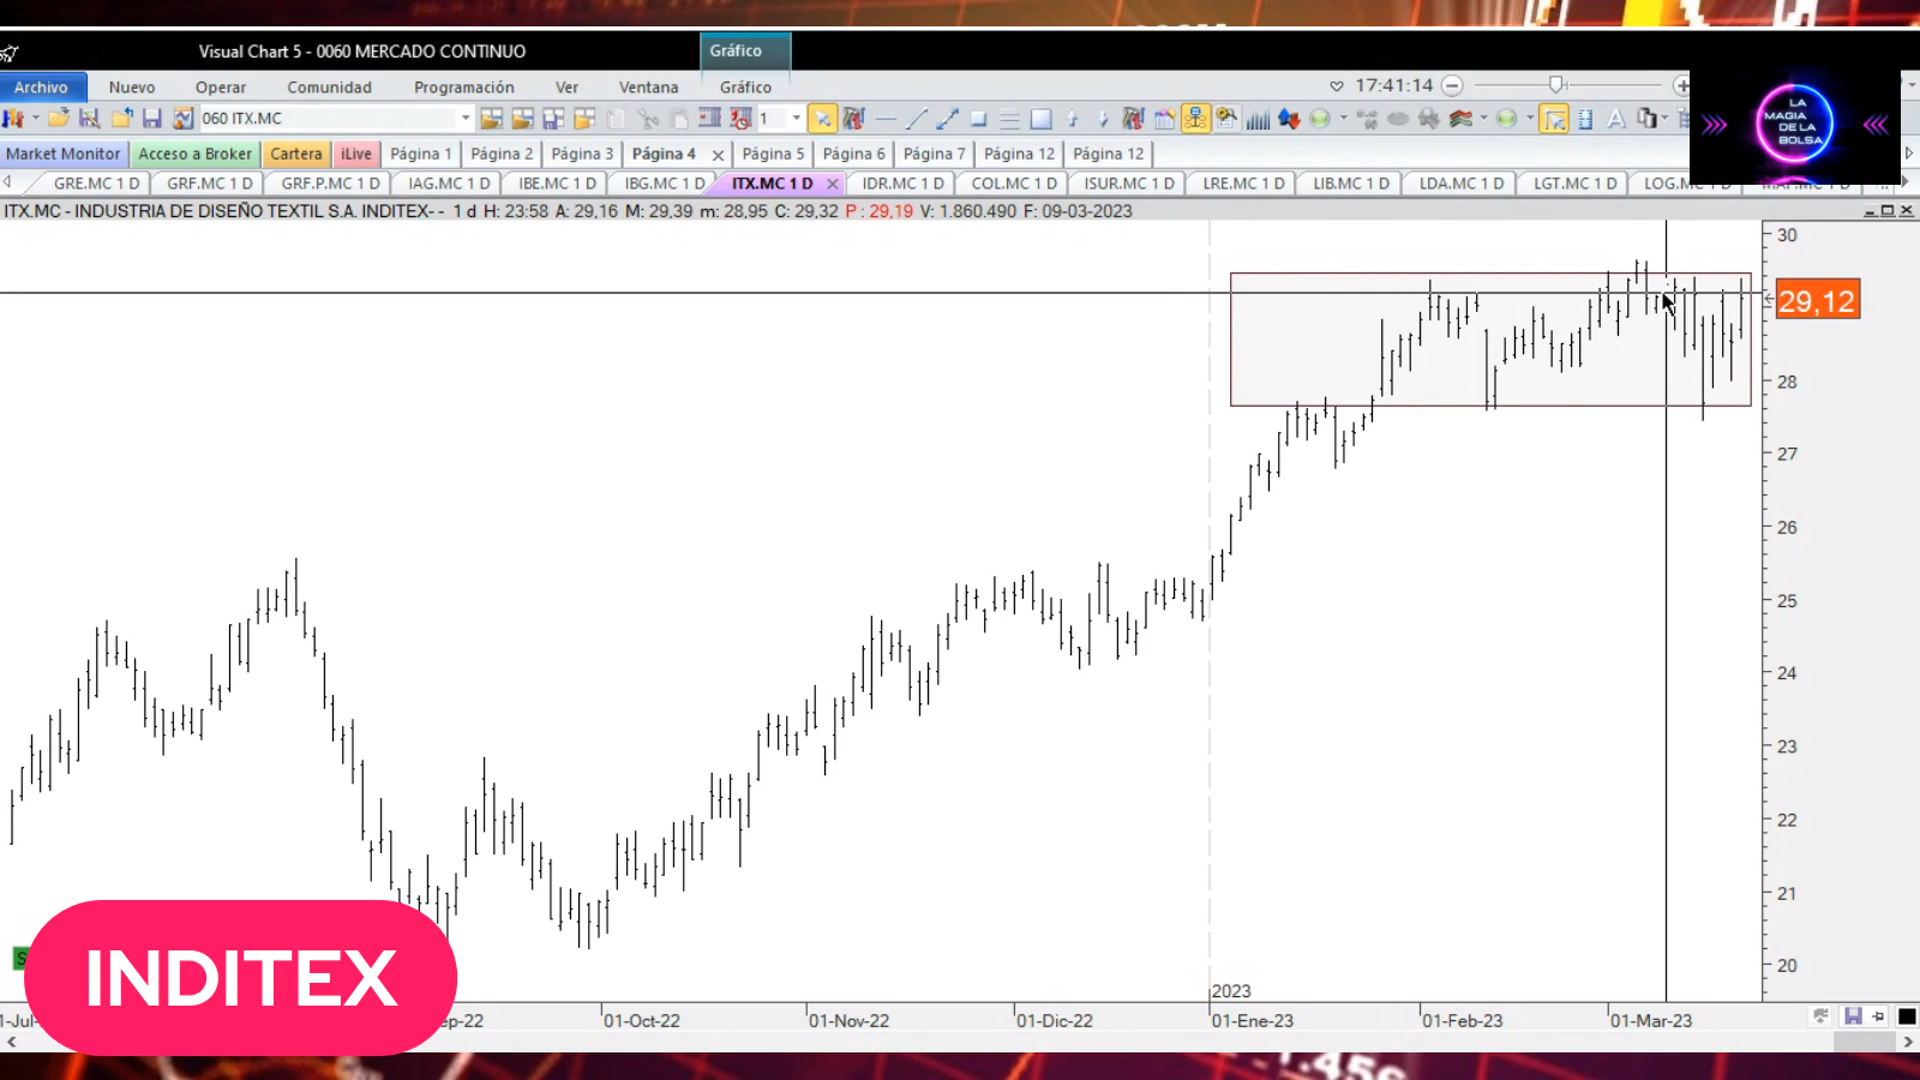 Visual Chart 5 - 0060 MERCADO CONTINUO
Gráfico
Archivo Nuevo Operar Comunidad Programación Ver Ventana Gráfico 17:41:14
060 ITX.MC 1
LA
MAGIA
DE LA
BOLSA
Market Monitor Acceso a Broker Cartera iLive Página 1 Página 2 Página 3 Página 4 Página 5 Página 6 Página 7 Página 12 Página 12
GRE.MC 1 D GRF.MC 1 D GRF.P.MC 1 D IAG.MC 1 D IBE.MC 1 D IBG.MC 1 D ITX.MC 1 D IDR.MC 1 D COL.MC 1 D ISUR.MC 1 D LRE.MC 1 D LIB.MC 1 D LDA.MC 1 D LGT.MC 1 D
ITX.MC - INDUSTRIA DE DISEÑO TEXTIL S.A. INDITEX-- 1 d H: 23:58 A: 29,16 M: 29,39 m: 28,95 C: 29,32 P : 29,19 V: 1.860.490 F: 09-03-2023
30
29,12
28
27
26
25
24
23
22
21
20
INDITEX
2023
01-Oct-22 01-Nov-22 01-Dic-22 01-Ene-23 01-Feb-23 01-Mar-23